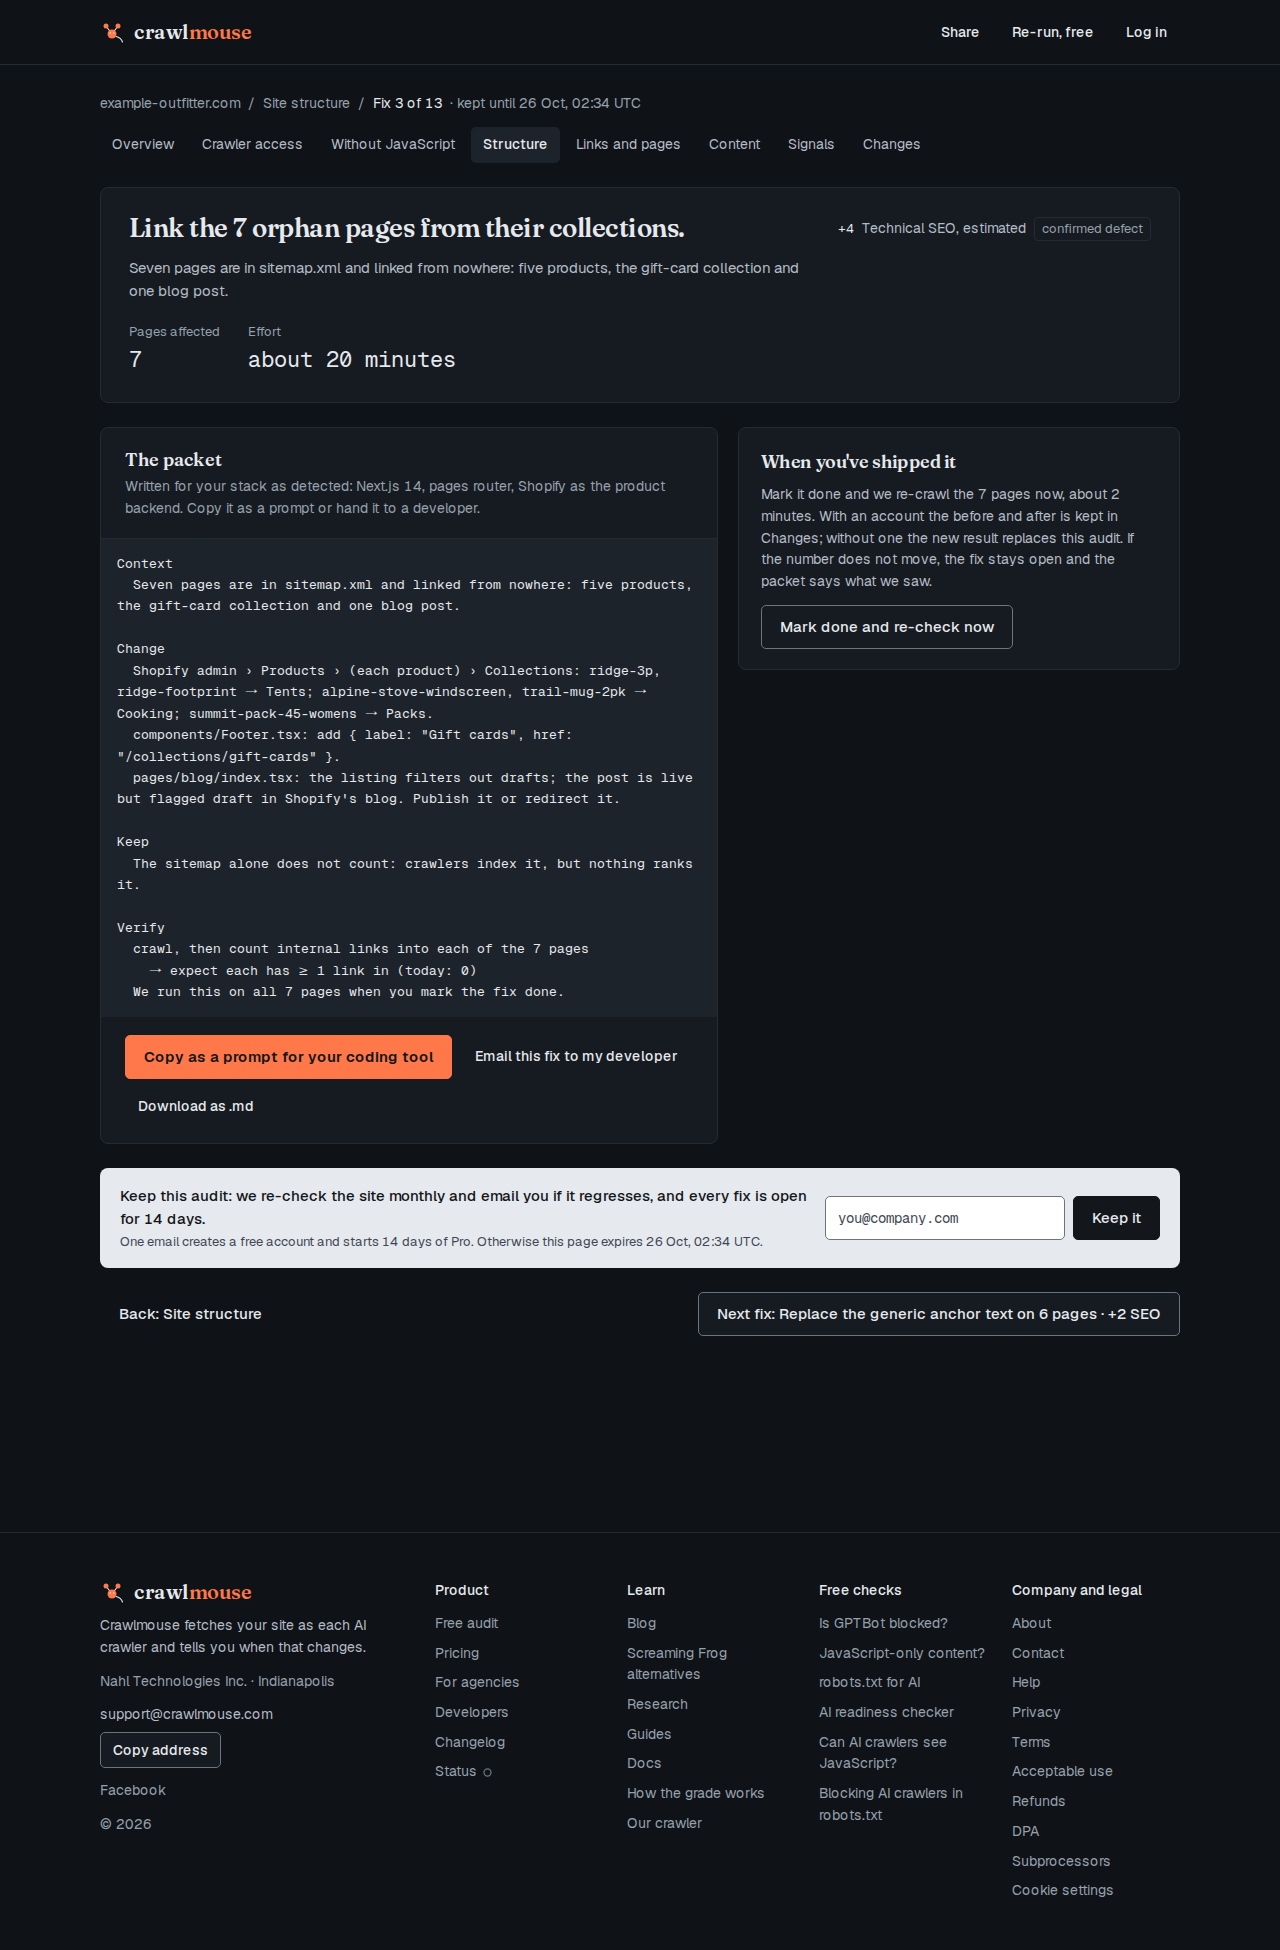 crawlmouse
Share
Re-run, free
Log in
example-outfitter.com / Site structure / Fix 3 of 13 · kept until 26 Oct, 02:34 UTC
Overview
Crawler access
Without JavaScript
Structure
Links and pages
Content
Signals
Changes
Link the 7 orphan pages from their collections.
+4 Technical SEO, estimated
confirmed defect
Seven pages are in sitemap.xml and linked from nowhere: five products, the gift-card collection and
one blog post.
Pages affected
7
Effort
about 20 minutes
The packet
Written for your stack as detected: Next.js 14, pages router, Shopify as the product
backend. Copy it as a prompt or hand it to a developer.
Context
Seven pages are in sitemap.xml and linked from nowhere: five products,
the gift-card collection and one blog post.
Change
Shopify admin › Products › (each product) › Collections: ridge-3p,
ridge-footprint → Tents; alpine-stove-windscreen, trail-mug-2pk →
Cooking; summit-pack-45-womens → Packs.
components/Footer.tsx: add { label: "Gift cards", href:
"/collections/gift-cards" }.
pages/blog/index.tsx: the listing filters out drafts; the post is live
but flagged draft in Shopify's blog. Publish it or redirect it.
Keep
The sitemap alone does not count: crawlers index it, but nothing ranks
it.
Verify
crawl, then count internal links into each of the 7 pages
→ expect each has ≥ 1 link in (today: 0)
We run this on all 7 pages when you mark the fix done.
Copy as a prompt for your coding tool
Email this fix to my developer
Download as .md
When you've shipped it
Mark it done and we re-crawl the 7 pages now, about 2
minutes. With an account the before and after is kept in
Changes; without one the new result replaces this audit. If
the number does not move, the fix stays open and the
packet says what we saw.
Mark done and re-check now
Keep this audit: we re-check the site monthly and email you if it regresses, and every fix is open
for 14 days.
One email creates a free account and starts 14 days of Pro. Otherwise this page expires 26 Oct, 02:34 UTC.
you@company.com
Keep it
Back: Site structure
Next fix: Replace the generic anchor text on 6 pages · +2 SEO
crawlmouse
Crawlmouse fetches your site as each AI
crawler and tells you when that changes.
Nahl Technologies Inc. · Indianapolis
support@crawlmouse.com
Copy address
Facebook
© 2026
Product
Free audit
Pricing
For agencies
Developers
Changelog
Status
Learn
Blog
Screaming Frog
alternatives
Research
Guides
Docs
How the grade works
Our crawler
Free checks
Is GPTBot blocked?
JavaScript-only content?
robots.txt for AI
AI readiness checker
Can AI crawlers see
JavaScript?
Blocking AI crawlers in
robots.txt
Company and legal
About
Contact
Help
Privacy
Terms
Acceptable use
Refunds
DPA
Subprocessors
Cookie settings